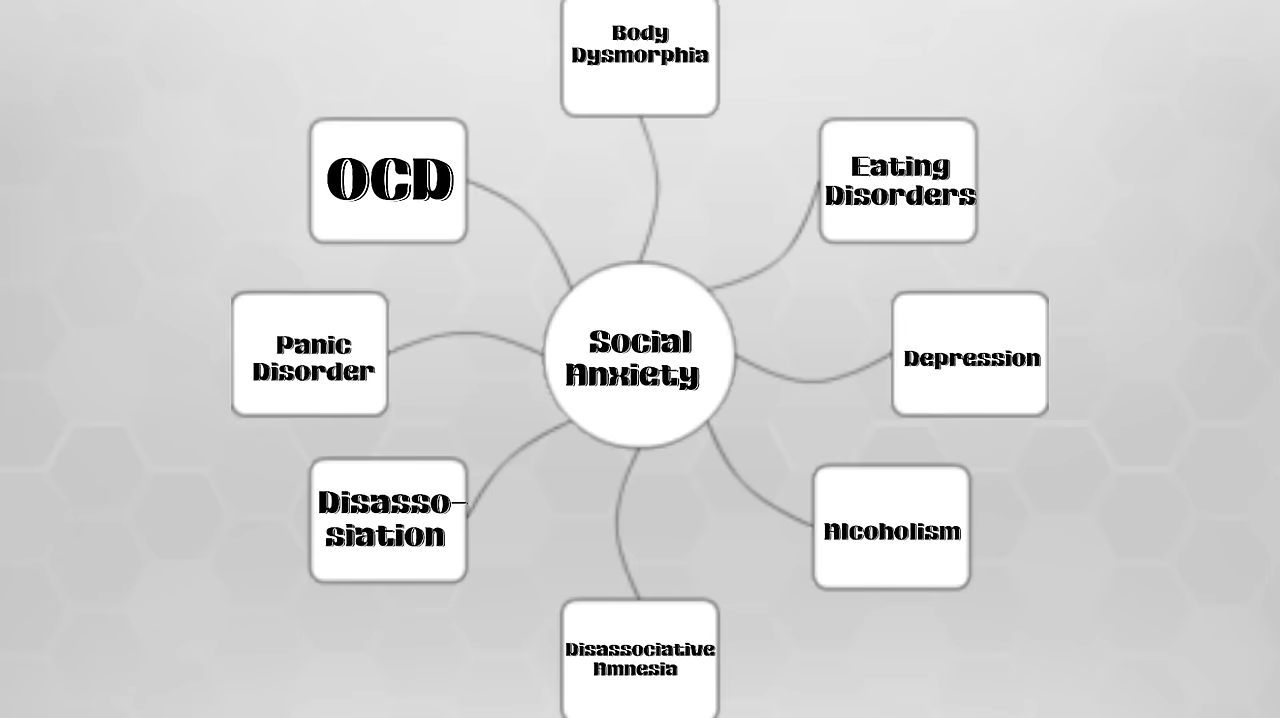 Body
Dysmorphia
OCD
Eating
Disorders
Panic
Disorder
Social
Anxiety
Depression
Disasso-
siation
Alcoholism
Disassociative
Amnesia